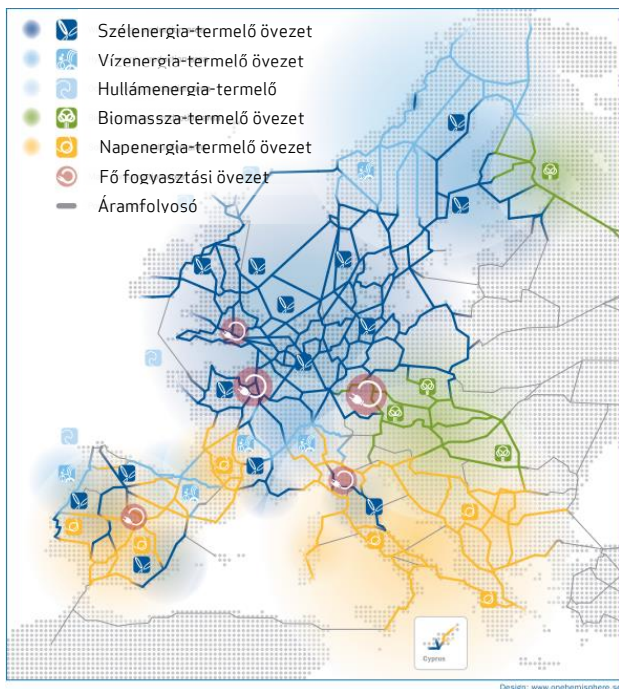 Szélenergia-termelő övezet
Vízenergia-termelő övezet
Hullámenergia-termelő
Biomassza-termelő övezet
Napenergia-termelő övezet
Fő fogyasztási övezet
Áramfolyosó
Cyprus
Design: www.onehemisphere.se